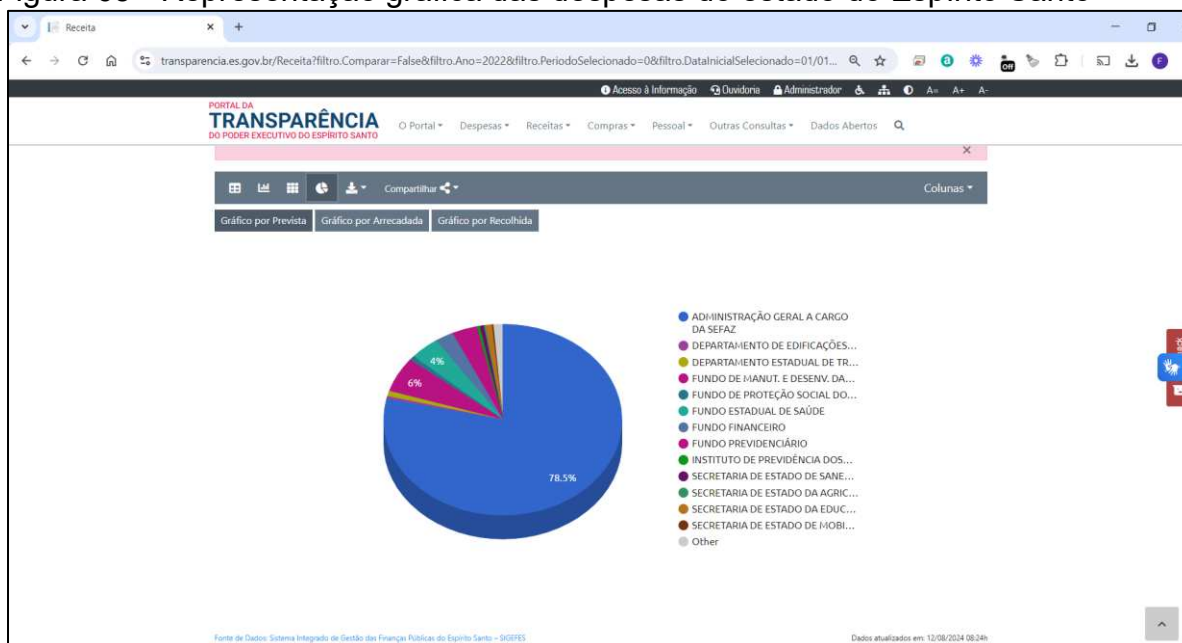 Receita
transparencia.es.gov.br/Receita?filtro.Comparar=False&filtro.Ano=2022&filtro.PeriodoSelecionado=0&filtro.DataInicialSelecionado=01/01...
Off
F
Acesso à Informação Ouvidoria Administrador A= A+ A-
PORTAL DA
TRANSPARÊNCIA
DO PODER EXECUTIVO DO ESPÍRITO SANTO
O Portal Despesas Receitas Compras Pessoal Outras Consultas Dados Abertos
Compartilhar Colunas
Gráfico por Prevista Gráfico por Arrecadada Gráfico por Recolhida
ADMINISTRAÇÃO GERAL A CARGO
DA SEFAZ
DEPARTAMENTO DE EDIFICAÇÕES...
DEPARTAMENTO ESTADUAL DE TR...
FUNDO DE MANUT. E DESENV. DA...
FUNDO DE PROTEÇÃO SOCIAL DO...
FUNDO ESTADUAL DE SAÚDE
FUNDO FINANCEIRO
FUNDO PREVIDENCIÁRIO
INSTITUTO DE PREVIDÊNCIA DOS...
SECRETARIA DE ESTADO DE SANE...
SECRETARIA DE ESTADO DA AGRIC...
SECRETARIA DE ESTADO DA EDUC...
SECRETARIA DE ESTADO DE MOBI...
Other
4%
6%
78.5%
Fonte de Dados: Sistema Integrado de Gestão das Finanças Públicas do Espírito Santo - SIGEFES
Dados atualizados em: 12/08/2024 08:24h